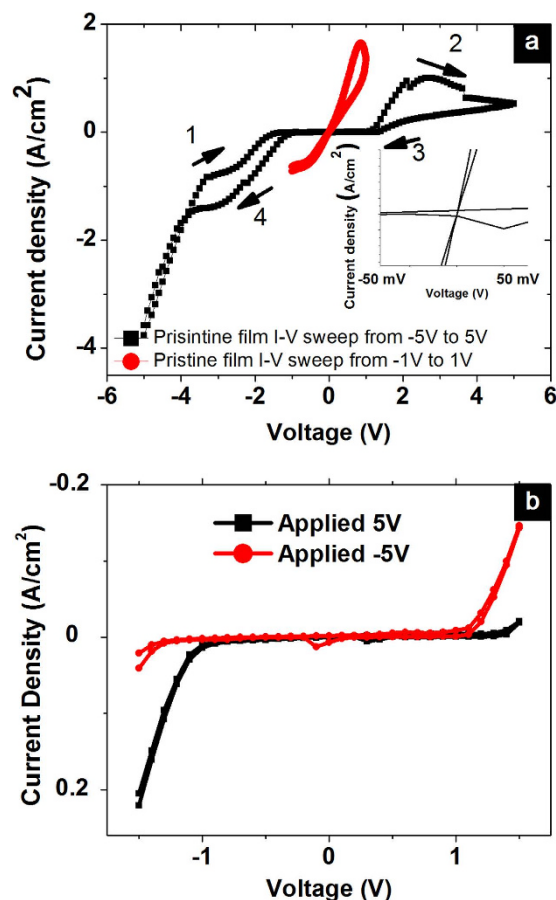 a
2
0
-2
-4
Current density (A/cm²)
1
2
3
4
Current density (A/cm²)
-50 mV
50 mV
Voltage (V)
Prisintine film I-V sweep from -5V to 5V
Pristine film I-V sweep from -1V to 1V
-6 -4 -2 0 2 4 6
Voltage (V)
b
-0.2
0
0.2
Current Density (A/cm²)
Applied 5V
Applied -5V
-1 0 1
Voltage (V)